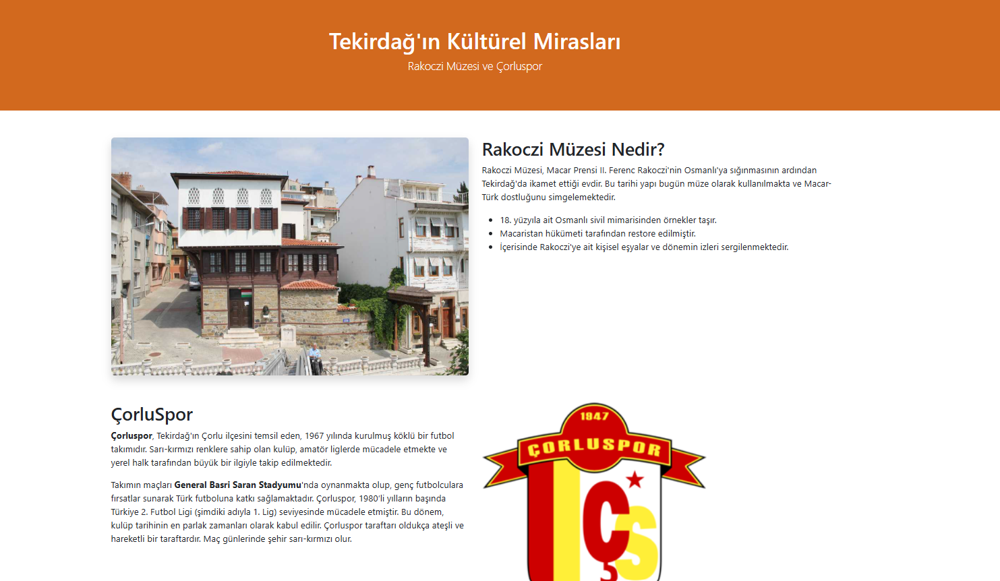 Tekirdağ'ın Kültürel Mirasları
Rakoczi Müzesi ve Çorluspor
Rakoczi Müzesi Nedir?
Rakoczi Müzesi, Macar Prensi II. Ferenc Rakoczi'nin Osmanlı'ya sığınmasının ardından
Tekirdağ'da ikamet ettiği evdir. Bu tarihi yapı bugün müze olarak kullanılmakta ve Macar-
Türk dostluğunu simgelemektedir.
• 18. yüzyıla ait Osmanlı sivil mimarisinden örnekler taşır.
• Macaristan hükümeti tarafından restore edilmiştir.
• İçerisinde Rakoczi'ye ait kişisel eşyalar ve dönemin izleri sergilenmektedir.
ÇorluSpor
Çorluspor, Tekirdağ'ın Çorlu ilçesini temsil eden, 1967 yılında kurulmuş köklü bir futbol
takımıdır. Sarı-kırmızı renklere sahip olan kulüp, amatör liglerde mücadele etmekte ve
yerel halk tarafından büyük bir ilgiyle takip edilmektedir.
Takımın maçları General Basri Saran Stadyumu'nda oynanmakta olup, genç futbolculara
fırsatlar sunarak Türk futboluna katkı sağlamaktadır. Çorluspor, 1980'li yılların başında
Türkiye 2. Futbol Ligi (şimdiki adıyla 1. Lig) seviyesinde mücadele etmiştir. Bu dönem,
kulüp tarihinin en parlak zamanları olarak kabul edilir. Çorluspor taraftarı oldukça ateşli ve
hareketli bir taraftardır. Maç günlerinde şehir sarı-kırmızı olur.
1947
ÇORLUSPOR
ÇS